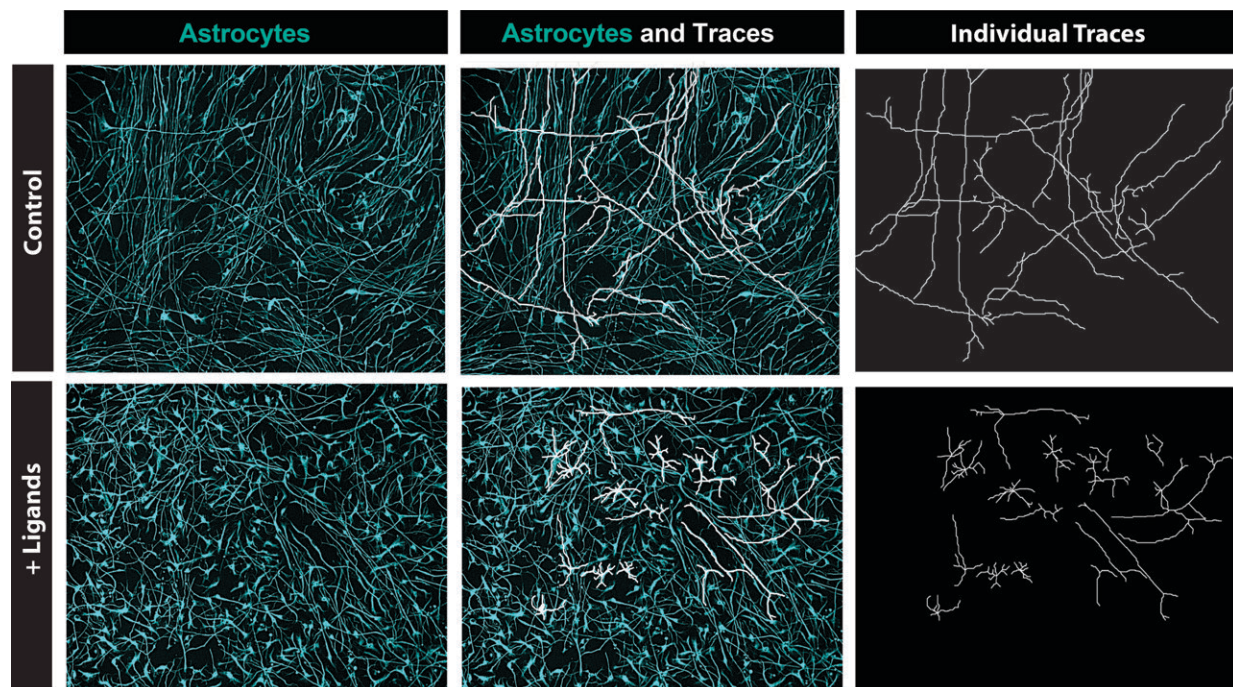 Astrocytes
Astrocytes and Traces
Individual Traces
Control
+ Ligands